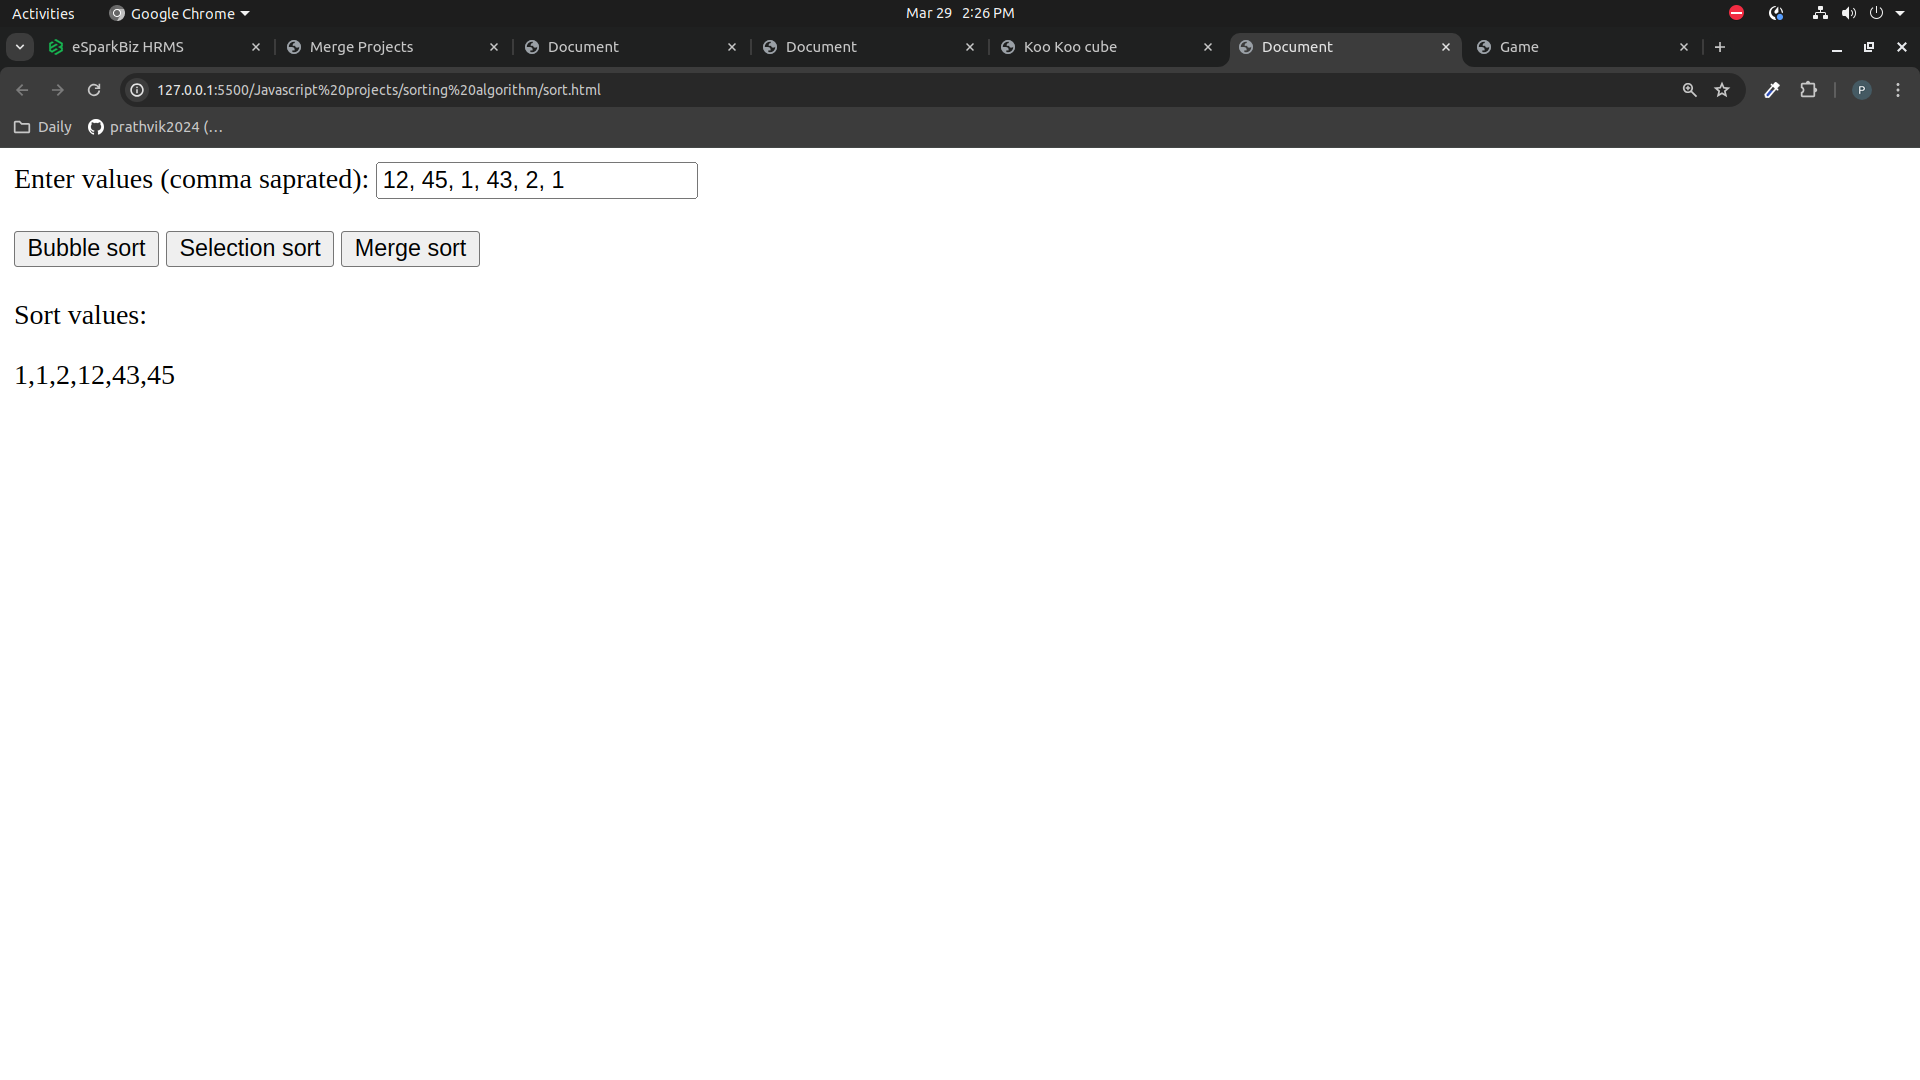 Activities Google Chrome Mar 29 2:26 PM
eSparkBiz HRMS Merge Projects Document Document Koo Koo cube Document Game
127.0.0.1:5500/Javascript%20projects/sorting%20algorithm/sort.html P
Daily prathvik2024 (...
Enter values (comma saprated): 12, 45, 1, 43, 2, 1
Bubble sort Selection sort Merge sort
Sort values:
1,1,2,12,43,45